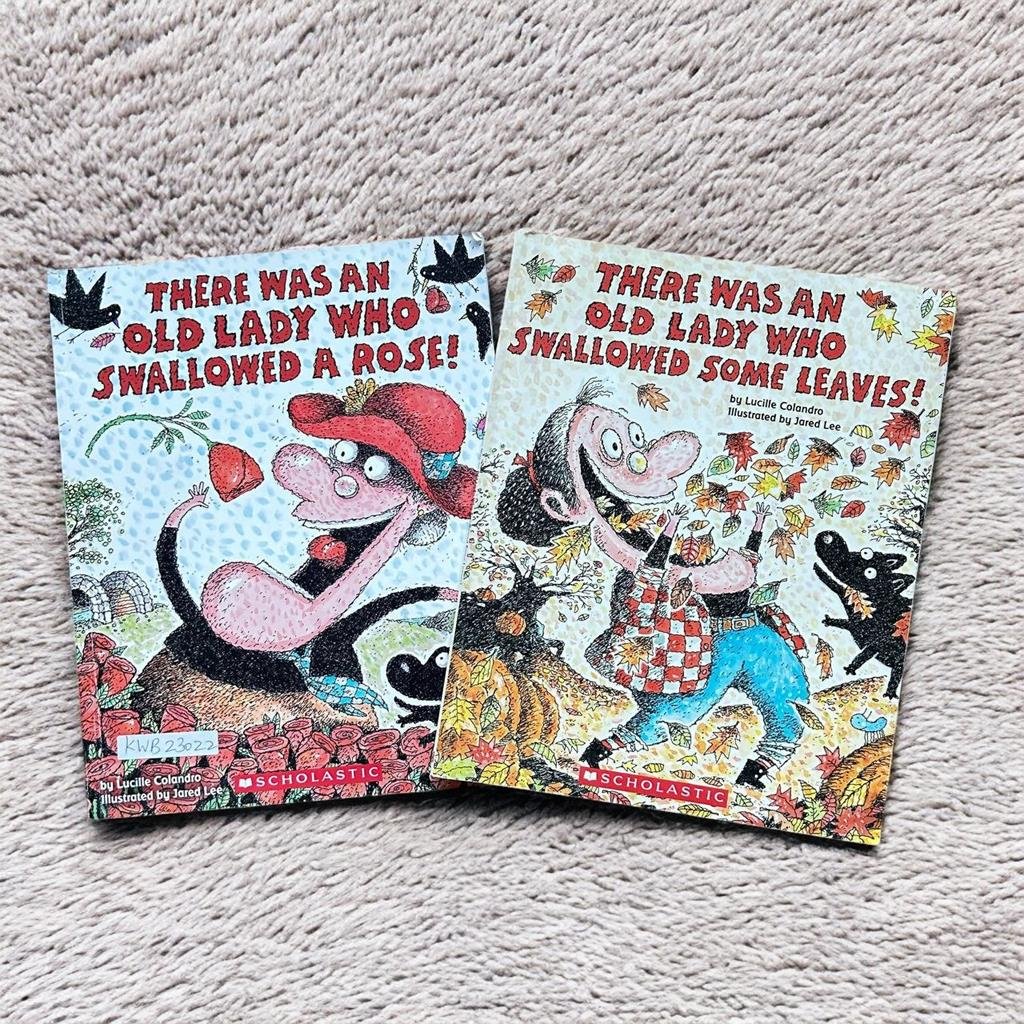 THERE WAS AN
OLD LADY WHO
SWALLOWED A ROSE!
KWB 23022
by Lucille Colandro
Illustrated by Jared Lee
SCHOLASTIC
THERE WAS AN
OLD LADY WHO
SWALLOWED SOME LEAVES!
by Lucille Colandro
Illustrated by Jared Lee
SCHOLASTIC